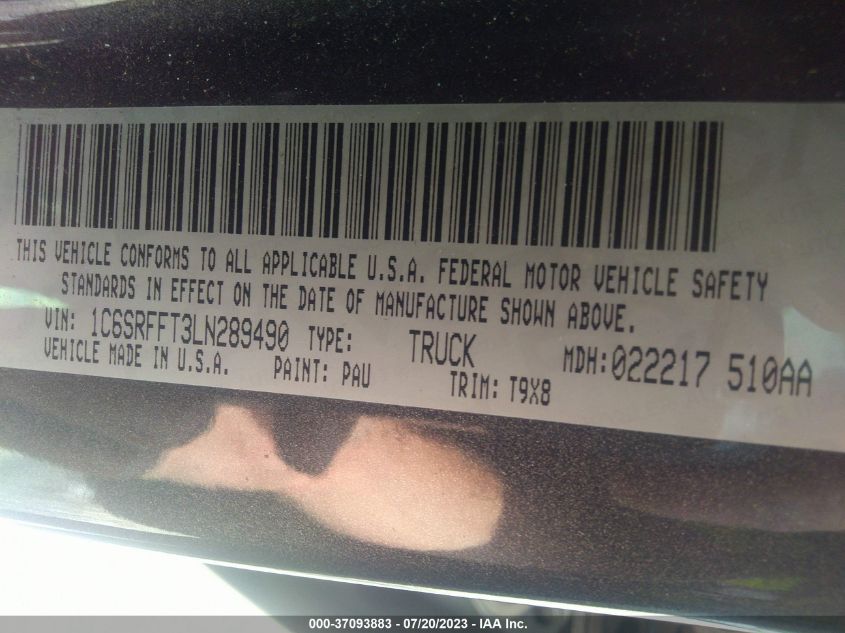 THIS VEHICLE CONFORMS TO ALL APPLICABLE U.S.A. FEDERAL MOTOR VEHICLE SAFETY
STANDARDS IN EFFECT ON THE DATE OF MANUFACTURE SHOWN ABOVE.
VIN: 1C6SRFFT3LN289490 TYPE: TRUCK MDH:022217 510AA
VEHICLE MADE IN U.S.A. PAINT: PAU TRIM: T9X8
000-37093883 - 07/20/2023 - IAA Inc.